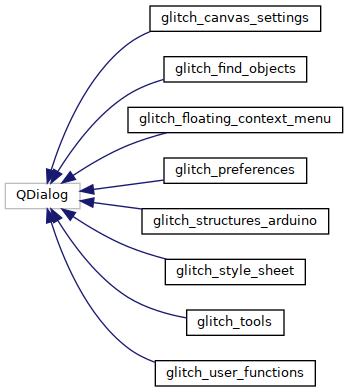 glitch_canvas_settings
glitch_find_objects
glitch_floating_context_menu
glitch_preferences
QDialog
glitch_structures_arduino
glitch_style_sheet
glitch_tools
glitch_user_functions